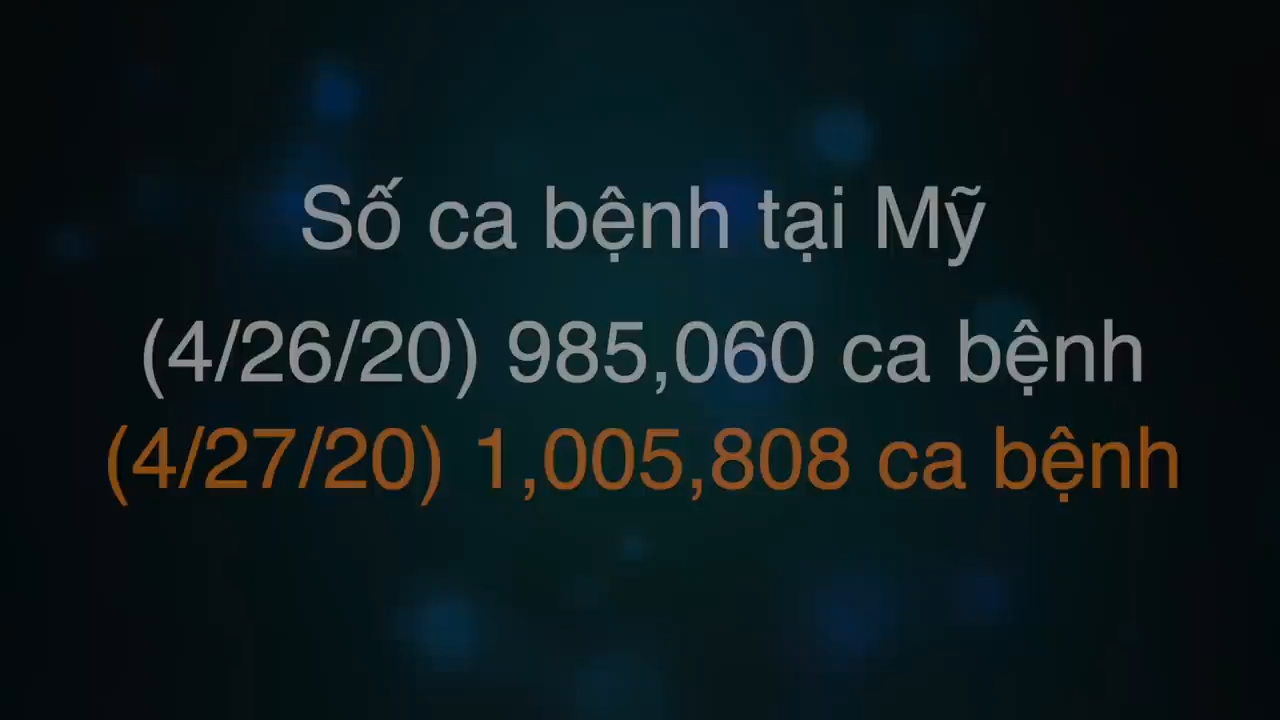 Số ca bệnh tại Mỹ
(4/26/20) 985,060 ca bệnh
(4/27/20) 1,005,808 ca bệnh